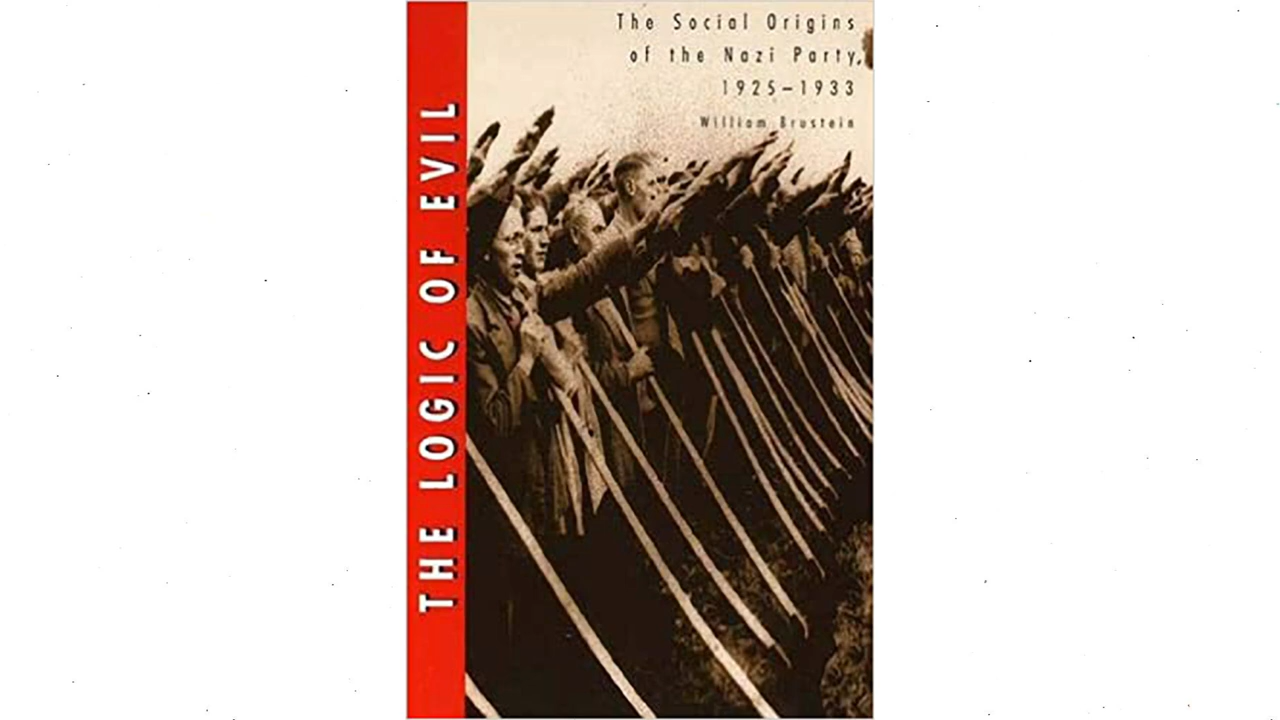 THE LOGIC OF EVIL
The Social Origins
of the Nazi Party,
1925–1933
William Brustein